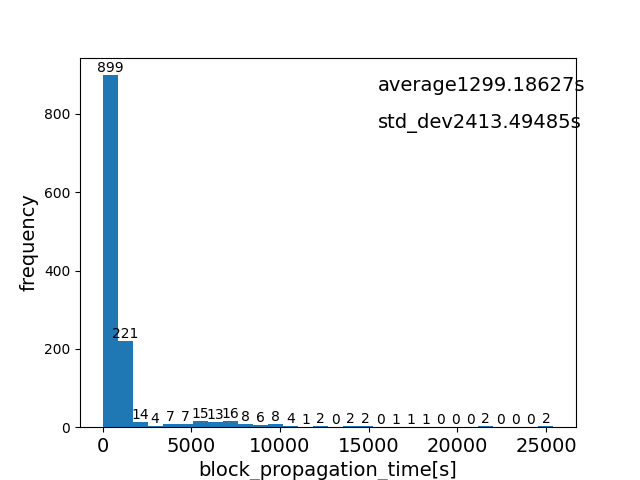 899
average1299.18627s
std_dev2413.49485s
800
600
frequency
400
221
200
14 4 7 7 15 13 16 8 6 8 4 1 2 0 2 2 0 1 1 1 0 0 0 2 0 0 0 2
0
0 5000 10000 15000 20000 25000
block_propagation_time[s]